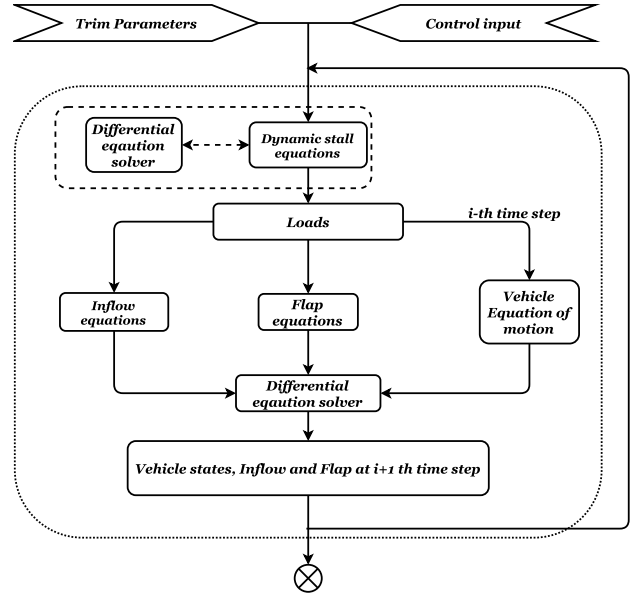 Trim Parameters
Control input
Differential
eqaution
solver
Dynamic stall
equations
Loads
i-th time step
Inflow
equations
Flap
equations
Vehicle
Equation of
motion
Differential
eqaution solver
Vehicle states, Inflow and Flap at i+1 th time step